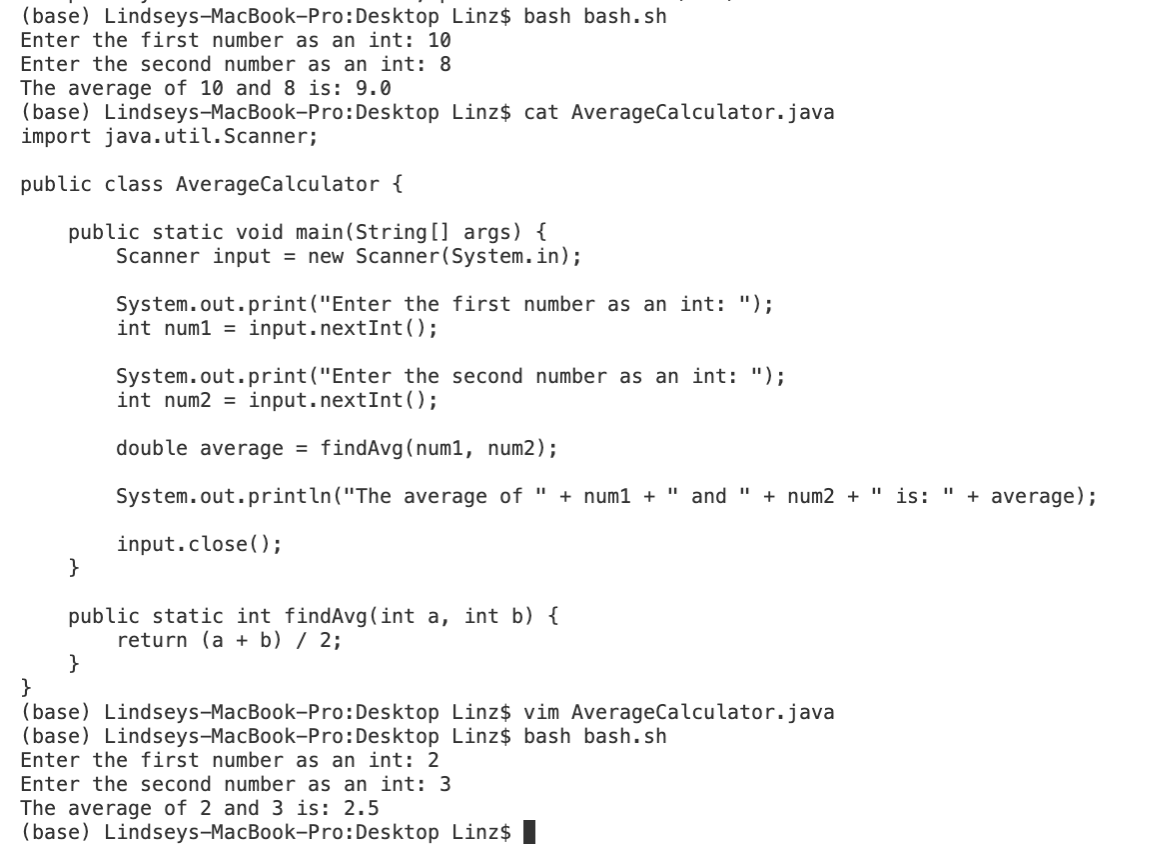 (base) Lindseys-MacBook-Pro:Desktop Linz$ bash bash.sh
Enter the first number as an int: 10
Enter the second number as an int: 8
The average of 10 and 8 is: 9.0
(base) Lindseys-MacBook-Pro:Desktop Linz$ cat AverageCalculator.java
import java.util.Scanner;

public class AverageCalculator {

    public static void main(String[] args) {
        Scanner input = new Scanner(System.in);

        System.out.print("Enter the first number as an int: ");
        int num1 = input.nextInt();

        System.out.print("Enter the second number as an int: ");
        int num2 = input.nextInt();

        double average = findAvg(num1, num2);

        System.out.println("The average of " + num1 + " and " + num2 + " is: " + average);

        input.close();
    }

    public static int findAvg(int a, int b) {
        return (a + b) / 2;
    }
}
(base) Lindseys-MacBook-Pro:Desktop Linz$ vim AverageCalculator.java
(base) Lindseys-MacBook-Pro:Desktop Linz$ bash bash.sh
Enter the first number as an int: 2
Enter the second number as an int: 3
The average of 2 and 3 is: 2.5
(base) Lindseys-MacBook-Pro:Desktop Linz$